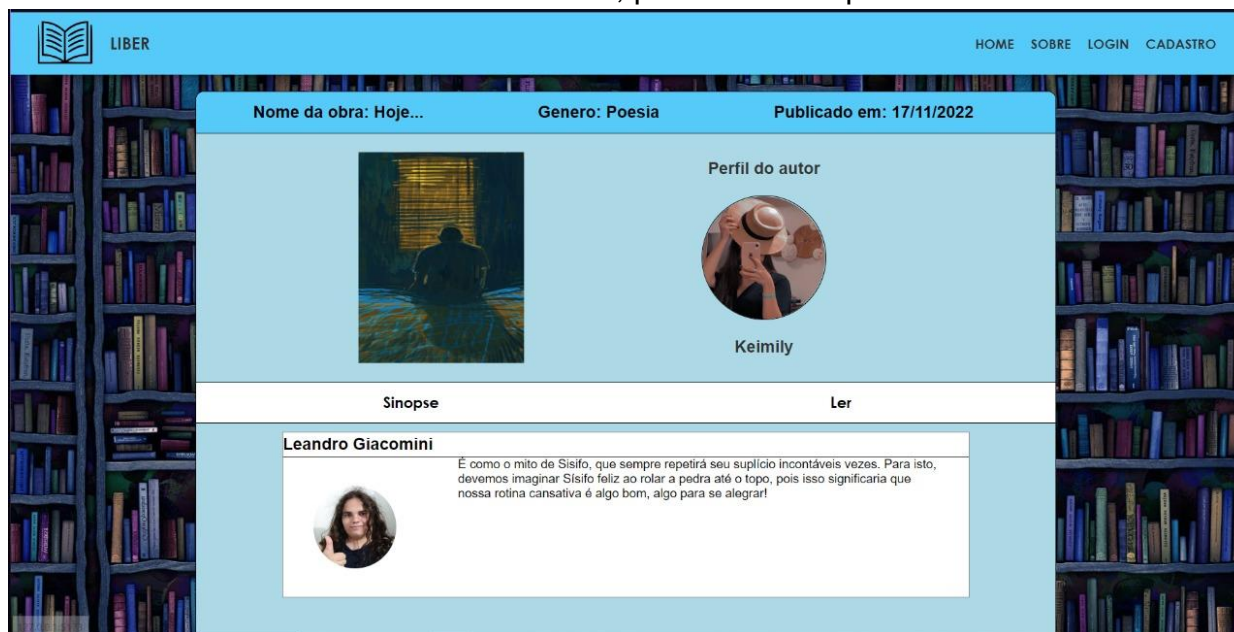 LIBER
HOME SOBRE LOGIN CADASTRO
Nome da obra: Hoje... Genero: Poesia Publicado em: 17/11/2022
Perfil do autor
Keimily
Sinopse Ler
Leandro Giacomini
É como o mito de Sisifo, que sempre repetirá seu suplício incontáveis vezes. Para isto,
devemos imaginar Sísifo feliz ao rolar a pedra até o topo, pois isso significaria que
nossa rotina cansativa é algo bom, algo para se alegrar!